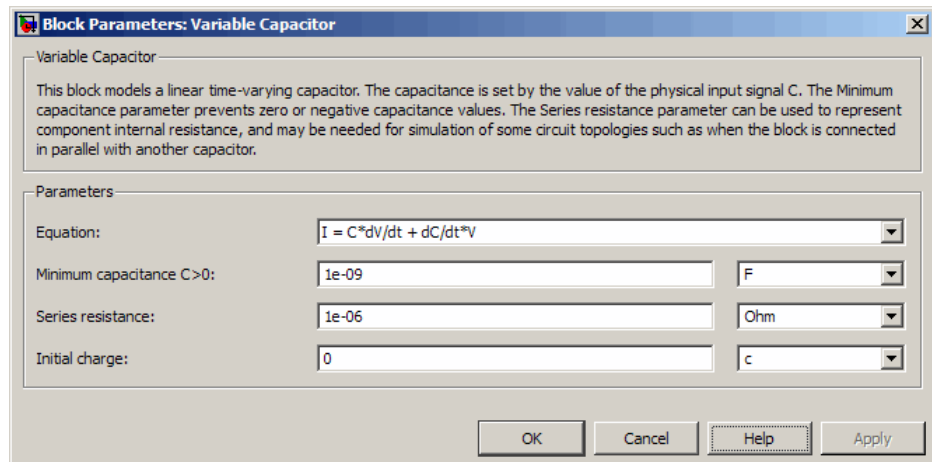 Block Parameters: Variable Capacitor
Variable Capacitor
This block models a linear time-varying capacitor. The capacitance is set by the value of the physical input signal C. The Minimum
capacitance parameter prevents zero or negative capacitance values. The Series resistance parameter can be used to represent
component internal resistance, and may be needed for simulation of some circuit topologies such as when the block is connected
in parallel with another capacitor.
Parameters
Equation: I = C*dV/dt + dC/dt*V
Minimum capacitance C>0: 1e-09 F
Series resistance: 1e-06 Ohm
Initial charge: 0 c
OK Cancel Help Apply